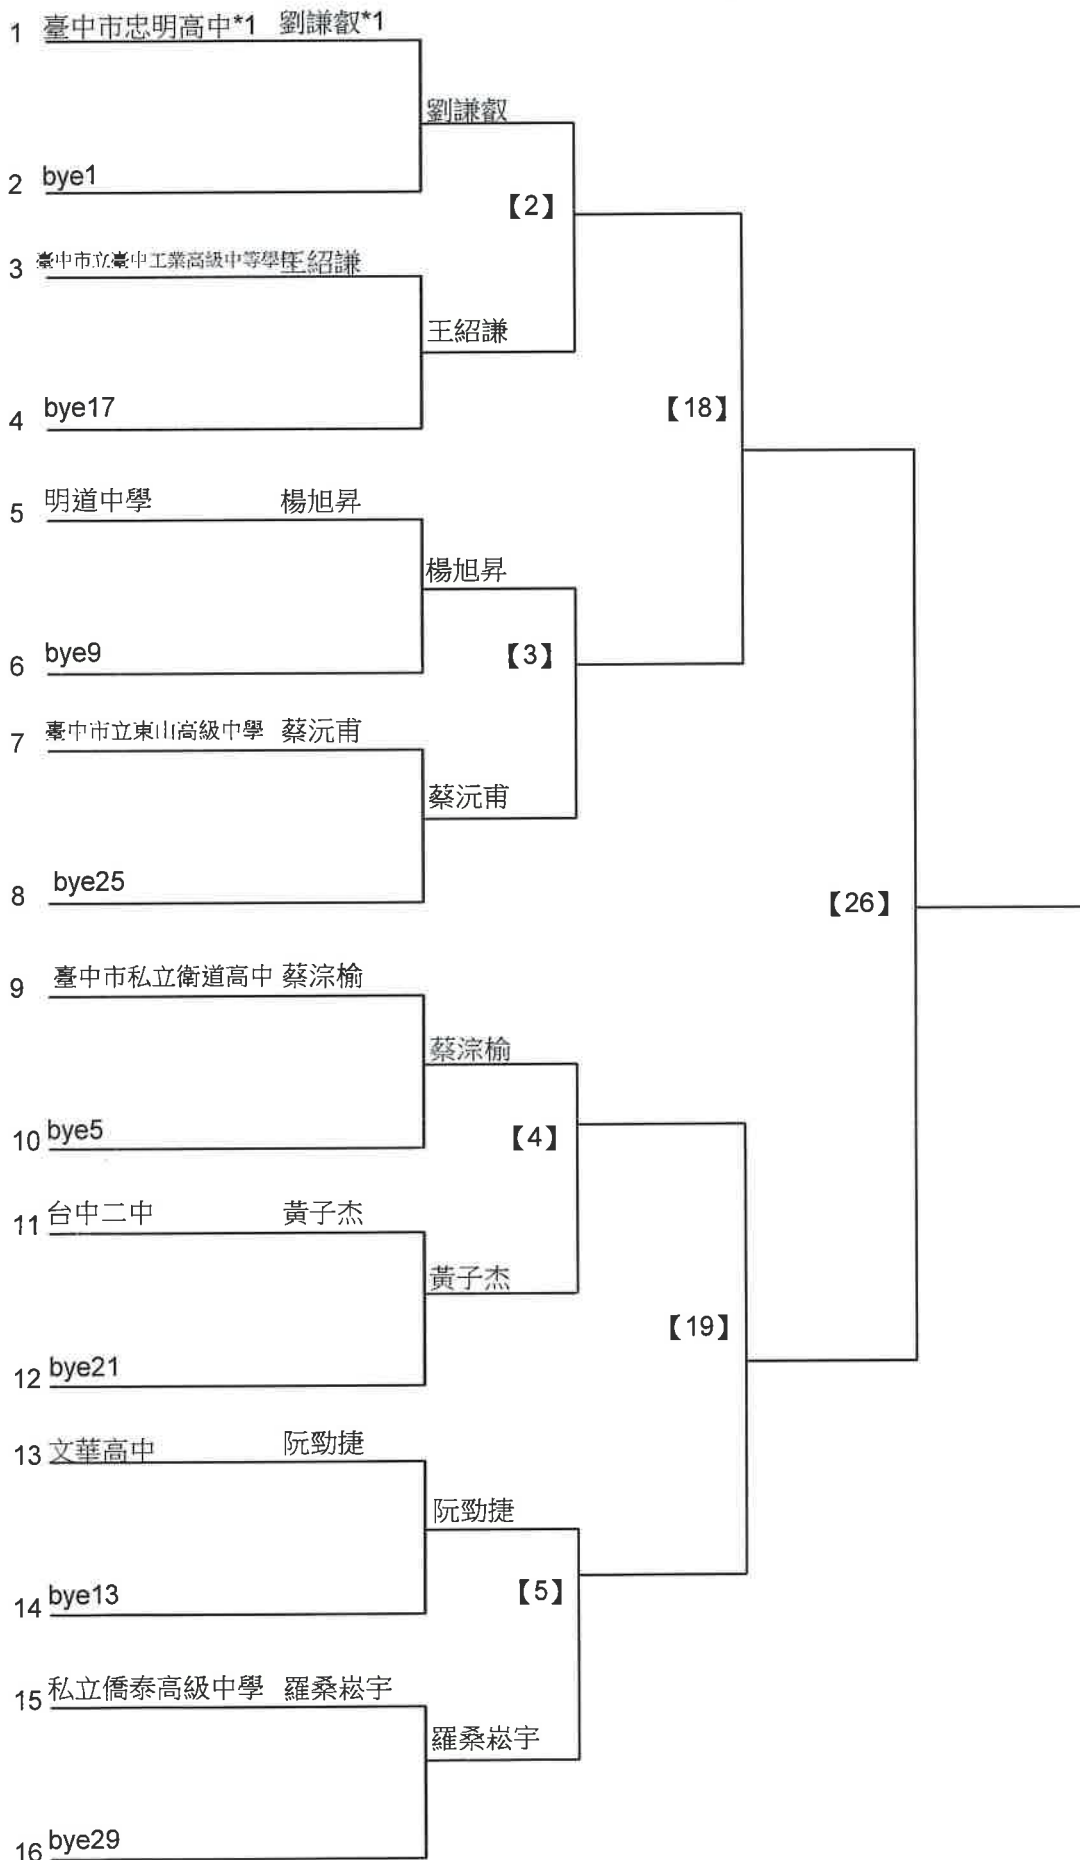 1 臺中市忠明高中*1 劉謙叡*1
劉謙叡
2 bye1
【2】
3 臺中市立臺中工業高級中等學校 王紹謙
王紹謙
4 bye17
【18】
5 明道中學 楊旭昇
楊旭昇
6 bye9
【3】
7 臺中市立東山高級中學 蔡沅甫
蔡沅甫
8 bye25
【26】
9 臺中市私立衛道高中 蔡淙榆
蔡淙榆
10 bye5
【4】
11 台中二中 黃子杰
黃子杰
【19】
12 bye21
13 文華高中 阮勁捷
阮勁捷
14 bye13
【5】
15 私立僑泰高級中學 羅桑崧宇
羅桑崧宇
16 bye29